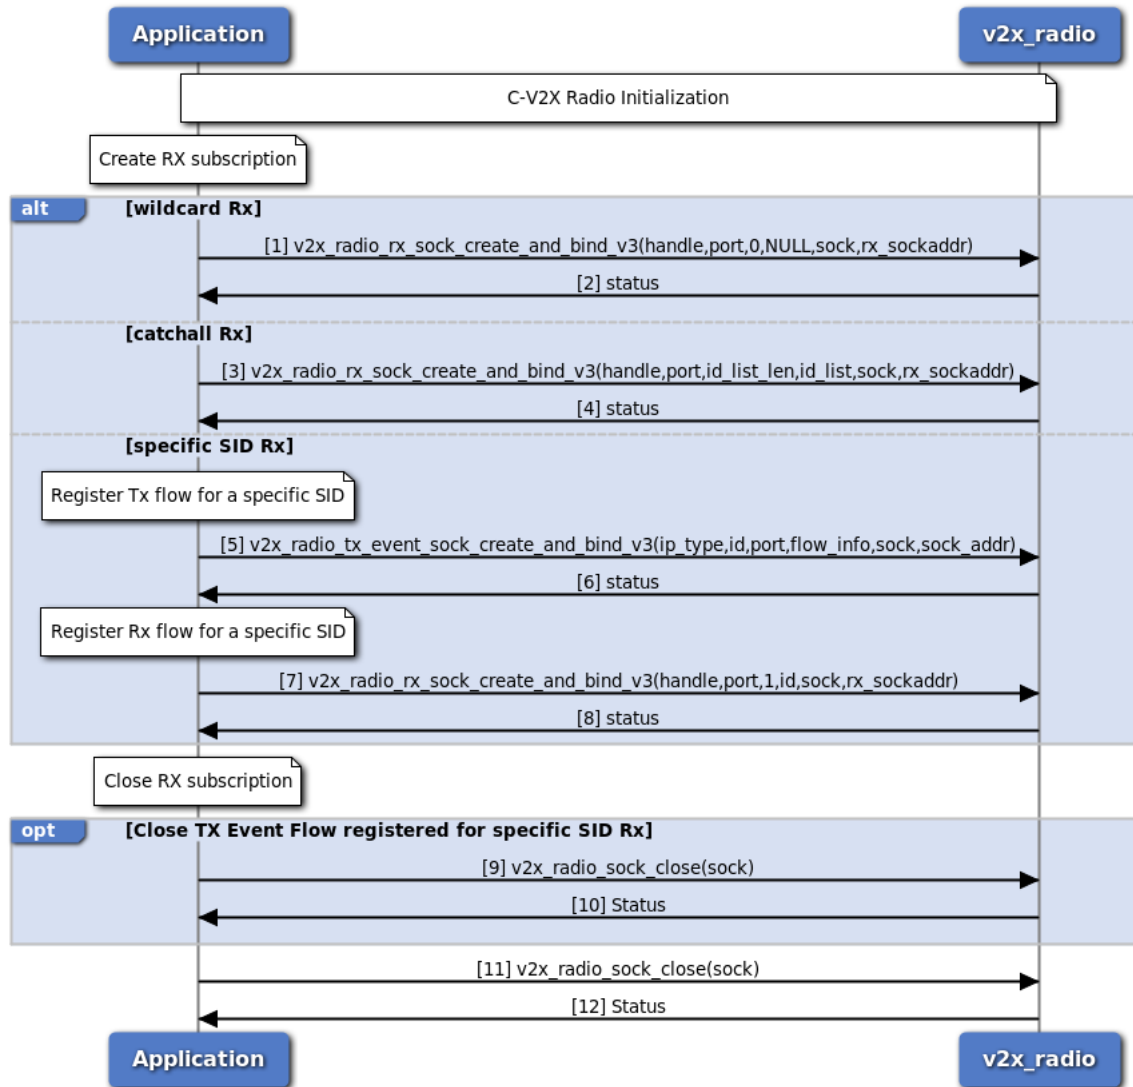 Application
v2x_radio
C-V2X Radio Initialization
Create RX subscription
alt
[wildcard Rx]
[1] v2x_radio_rx_sock_create_and_bind_v3(handle,port,0,NULL,sock,rx_sockaddr)
[2] status
[catchall Rx]
[3] v2x_radio_rx_sock_create_and_bind_v3(handle,port,id_list_len,id_list,sock,rx_sockaddr)
[4] status
[specific SID Rx]
Register Tx flow for a specific SID
[5] v2x_radio_tx_event_sock_create_and_bind_v3(ip_type,id,port,flow_info,sock,sock_addr)
[6] status
Register Rx flow for a specific SID
[7] v2x_radio_rx_sock_create_and_bind_v3(handle,port,1,id,sock,rx_sockaddr)
[8] status
Close RX subscription
opt
[Close TX Event Flow registered for specific SID Rx]
[9] v2x_radio_sock_close(sock)
[10] Status
[11] v2x_radio_sock_close(sock)
[12] Status
Application
v2x_radio